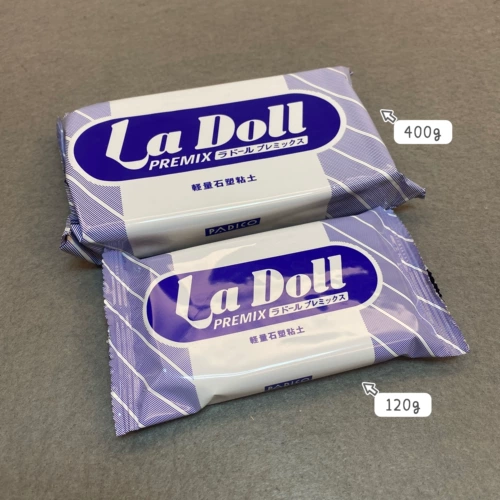 La Doll
PREMIX ラドール プレミックス
軽量石塑粘土
PADICO
400g
La Doll
PREMIX ラドール プレミックス
軽量石塑粘土
PADICO
120g